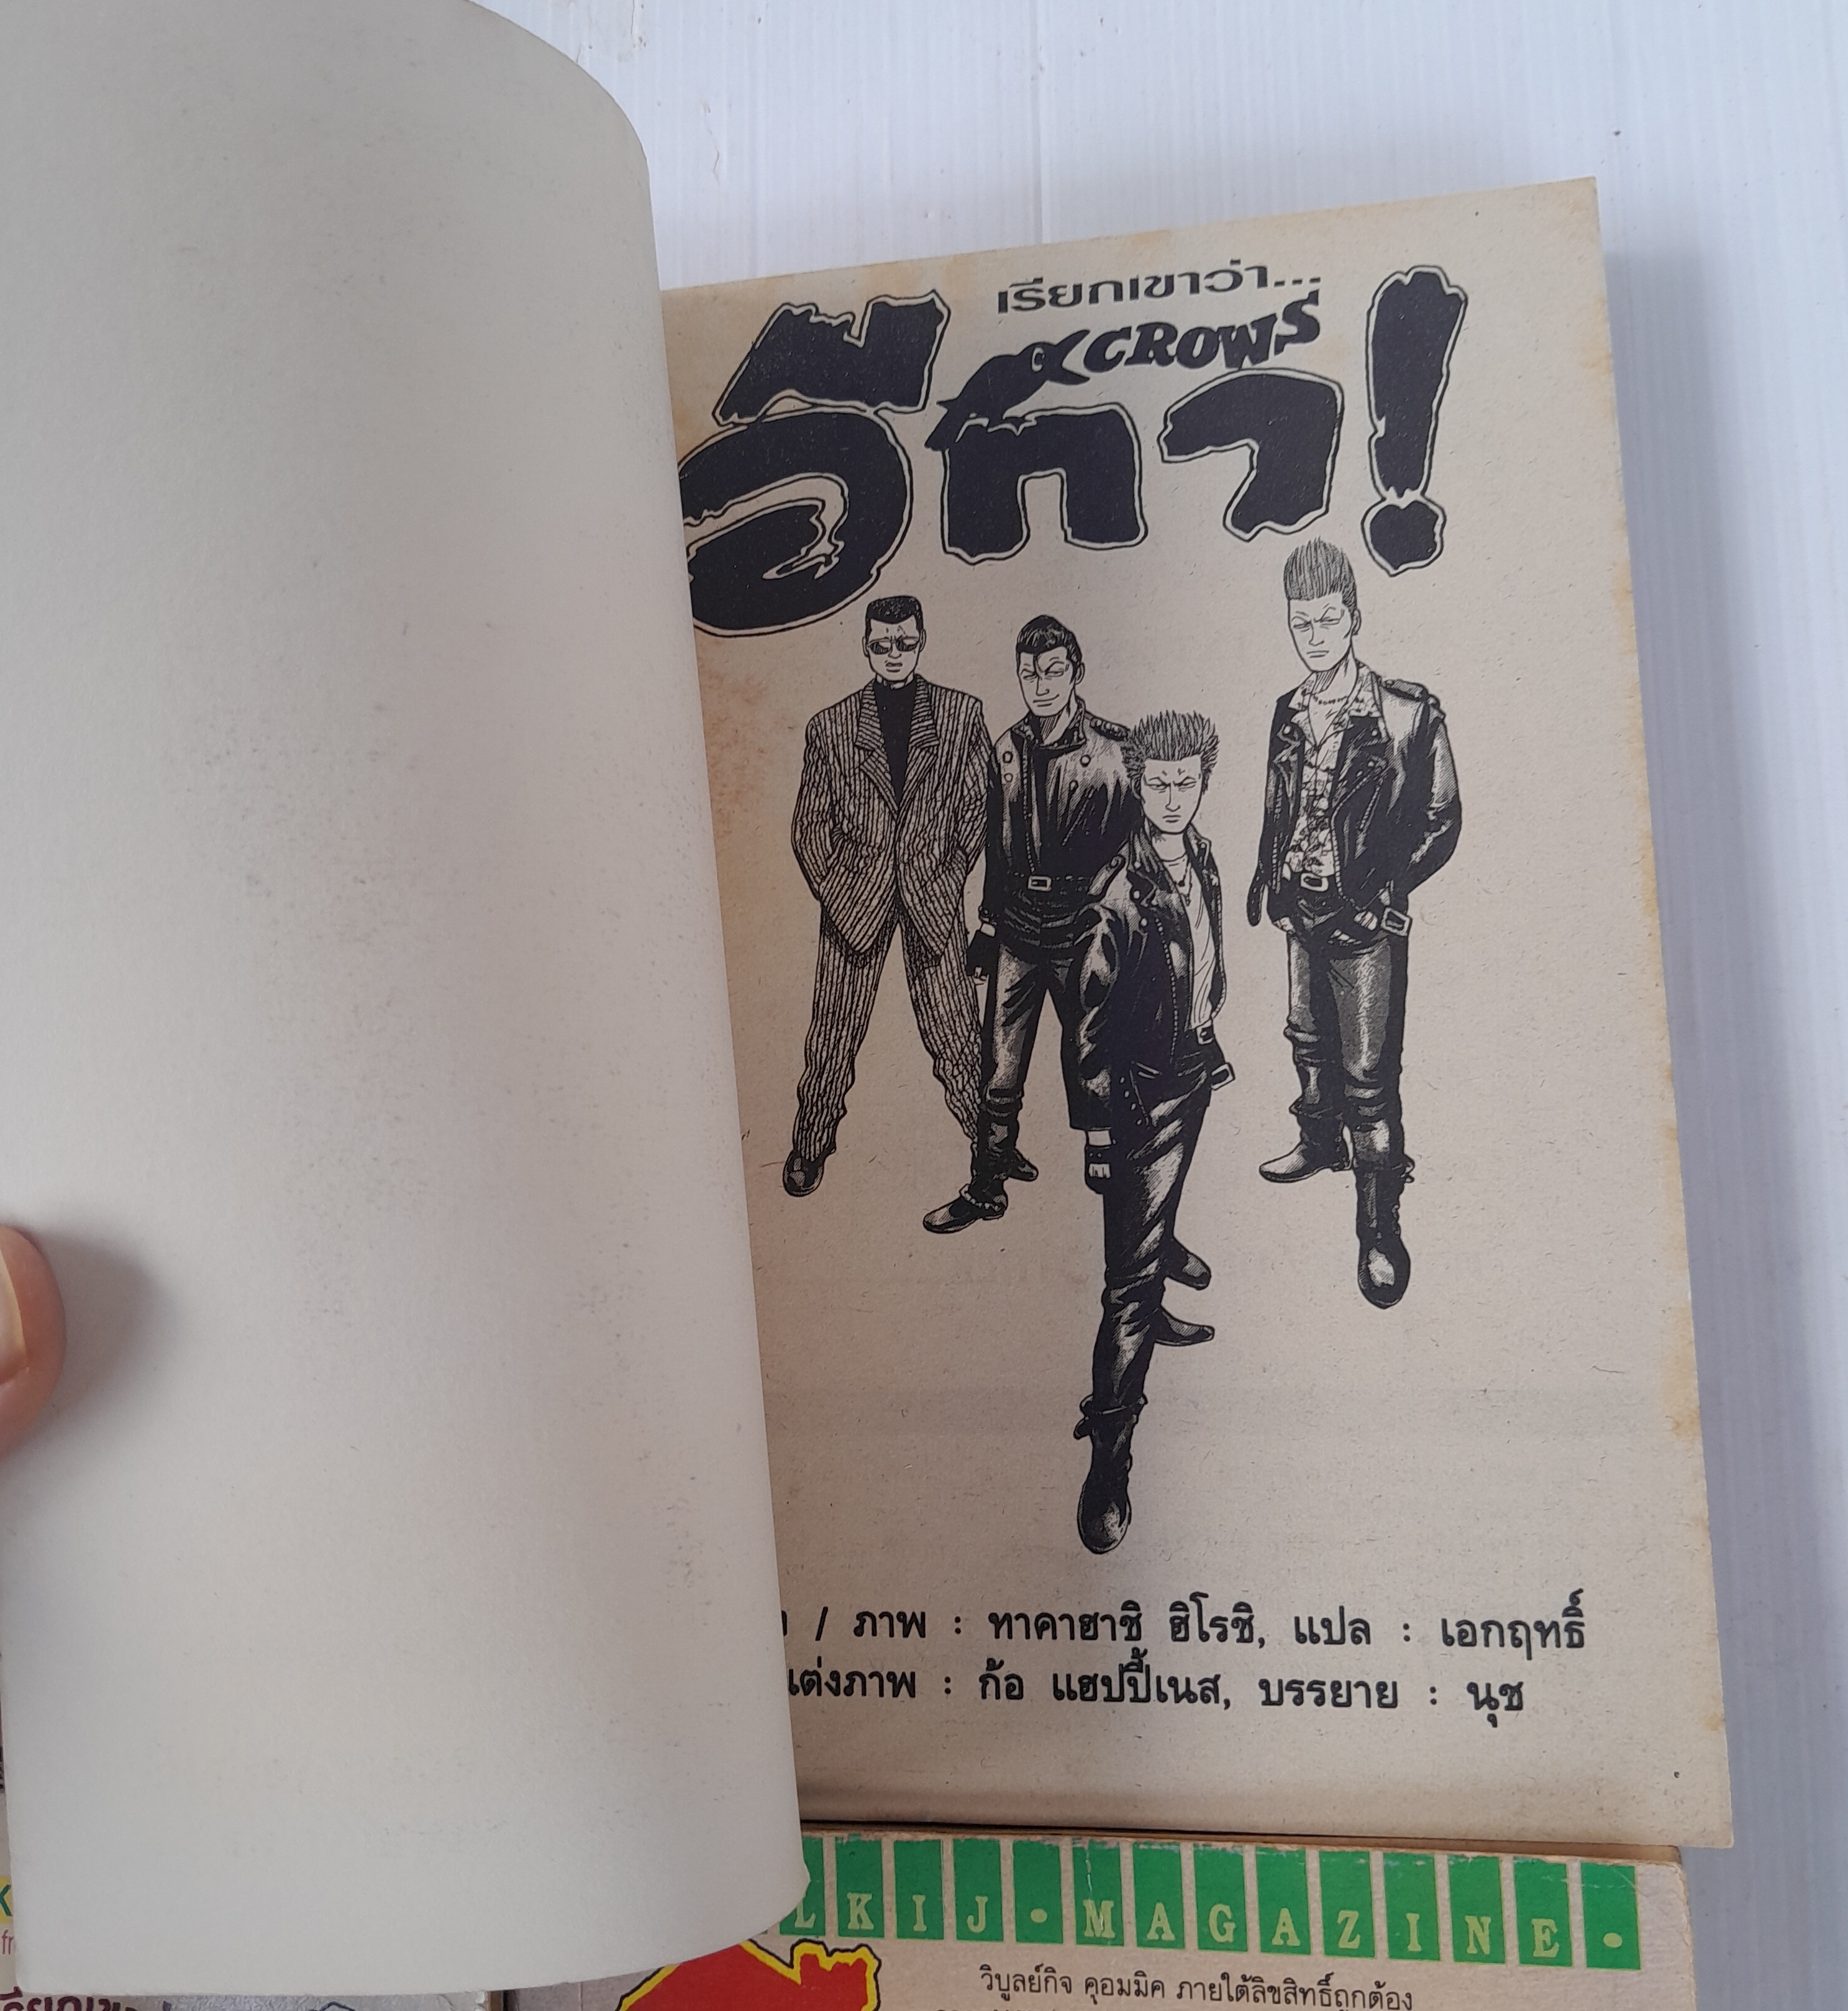 เรียกเขาว่า...
CROWS
อีกา!
/ ภาพ : ทาคาฮาชิ ฮิโรชิ, แปล : เอกฤทธิ์
แต่งภาพ : ก้อ แฮปปี้เนส, บรรยาย : นุช
LKIJ • MAGAZINE •
วิบูลย์กิจ คอมมิค ภายใต้ลิขสิทธิ์ถูกต้อง